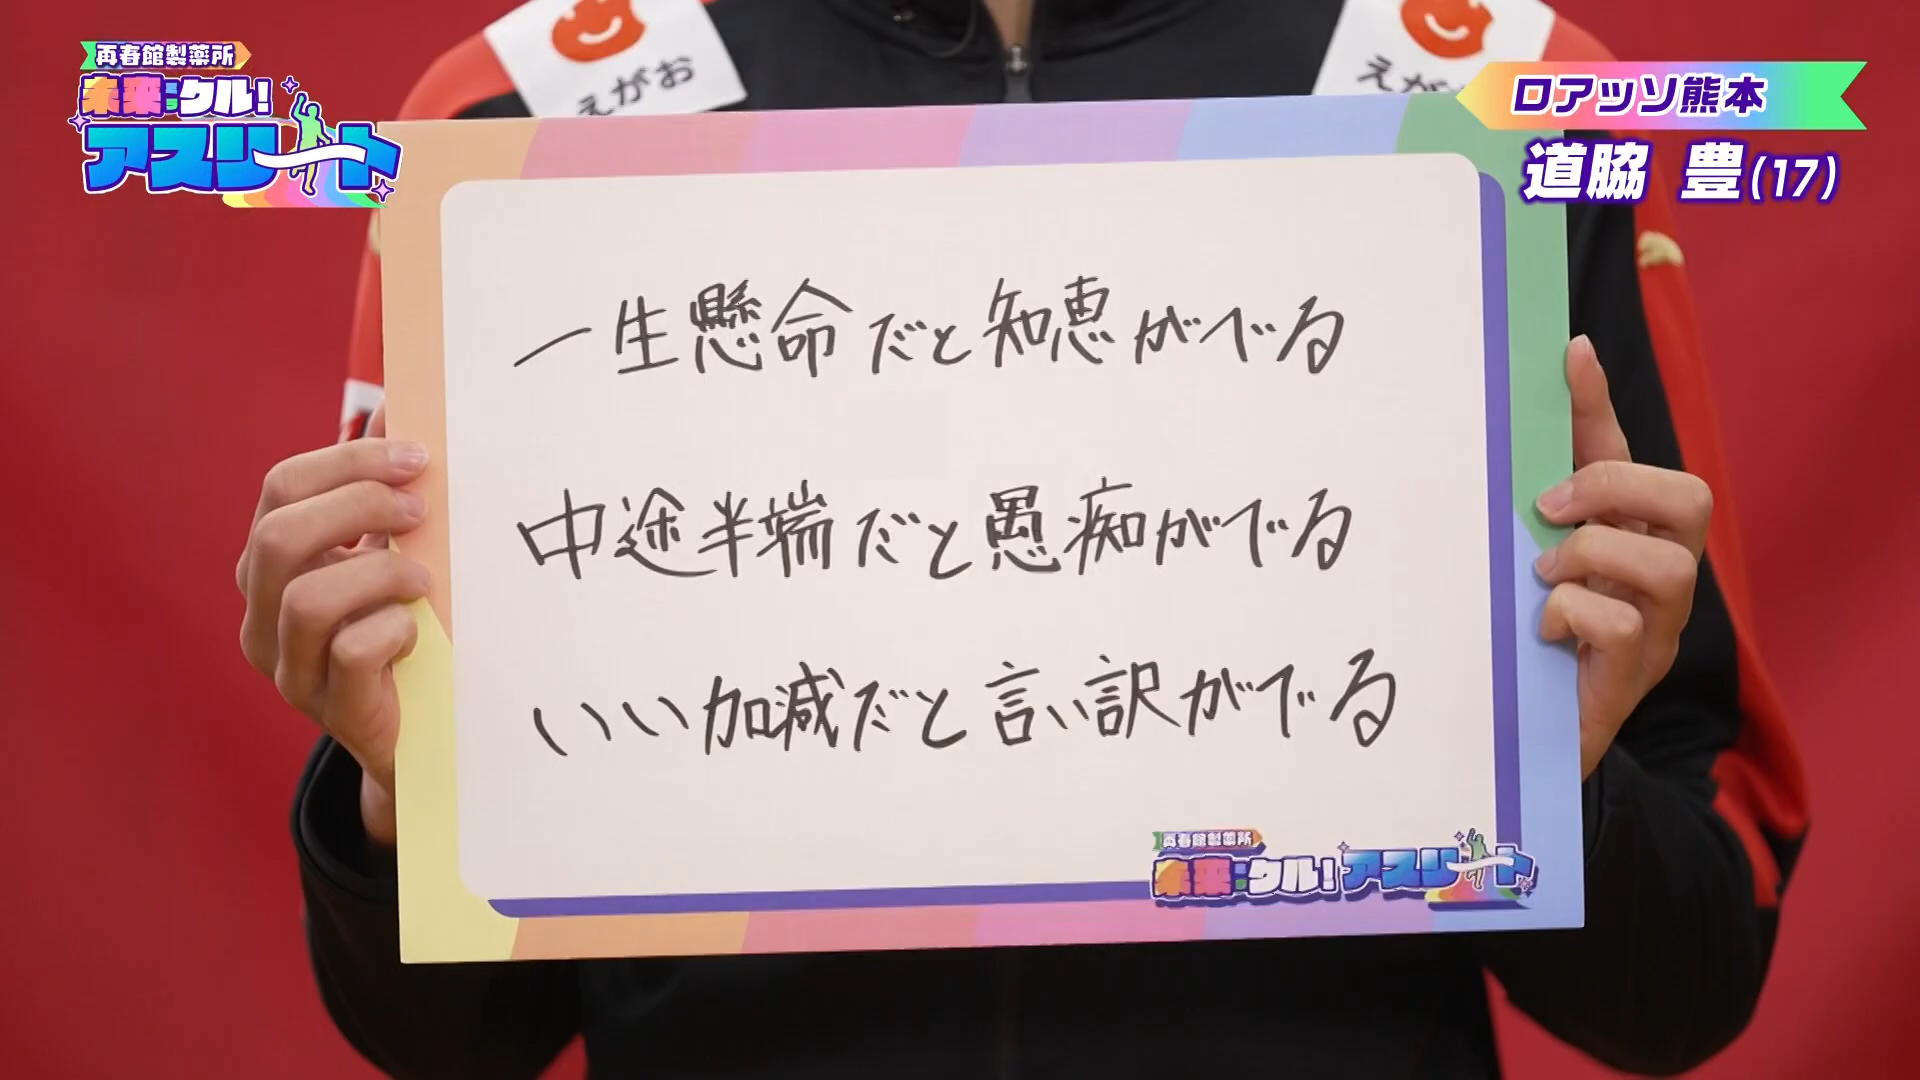 再春館製薬所
未来…クル!
アスリート
えがお
ロアッソ熊本
道脇 豊(17)
一生懸命だと知恵がでる
中途半端だと愚痴がでる
いい加減だと言い訳がでる
再春館製薬所
未来…クル!アスリート